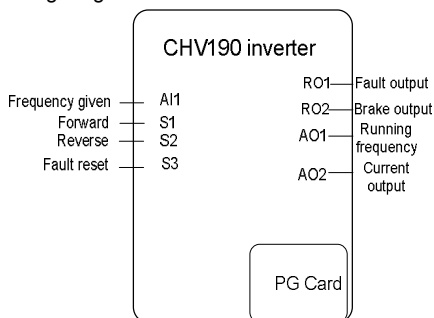 CHV190 inverter
Frequency given AI1
Forward S1
Reverse S2
Fault reset S3
RO1 Fault output
RO2 Brake output
AO1 Running
frequency
AO2 Current
output
PG Card